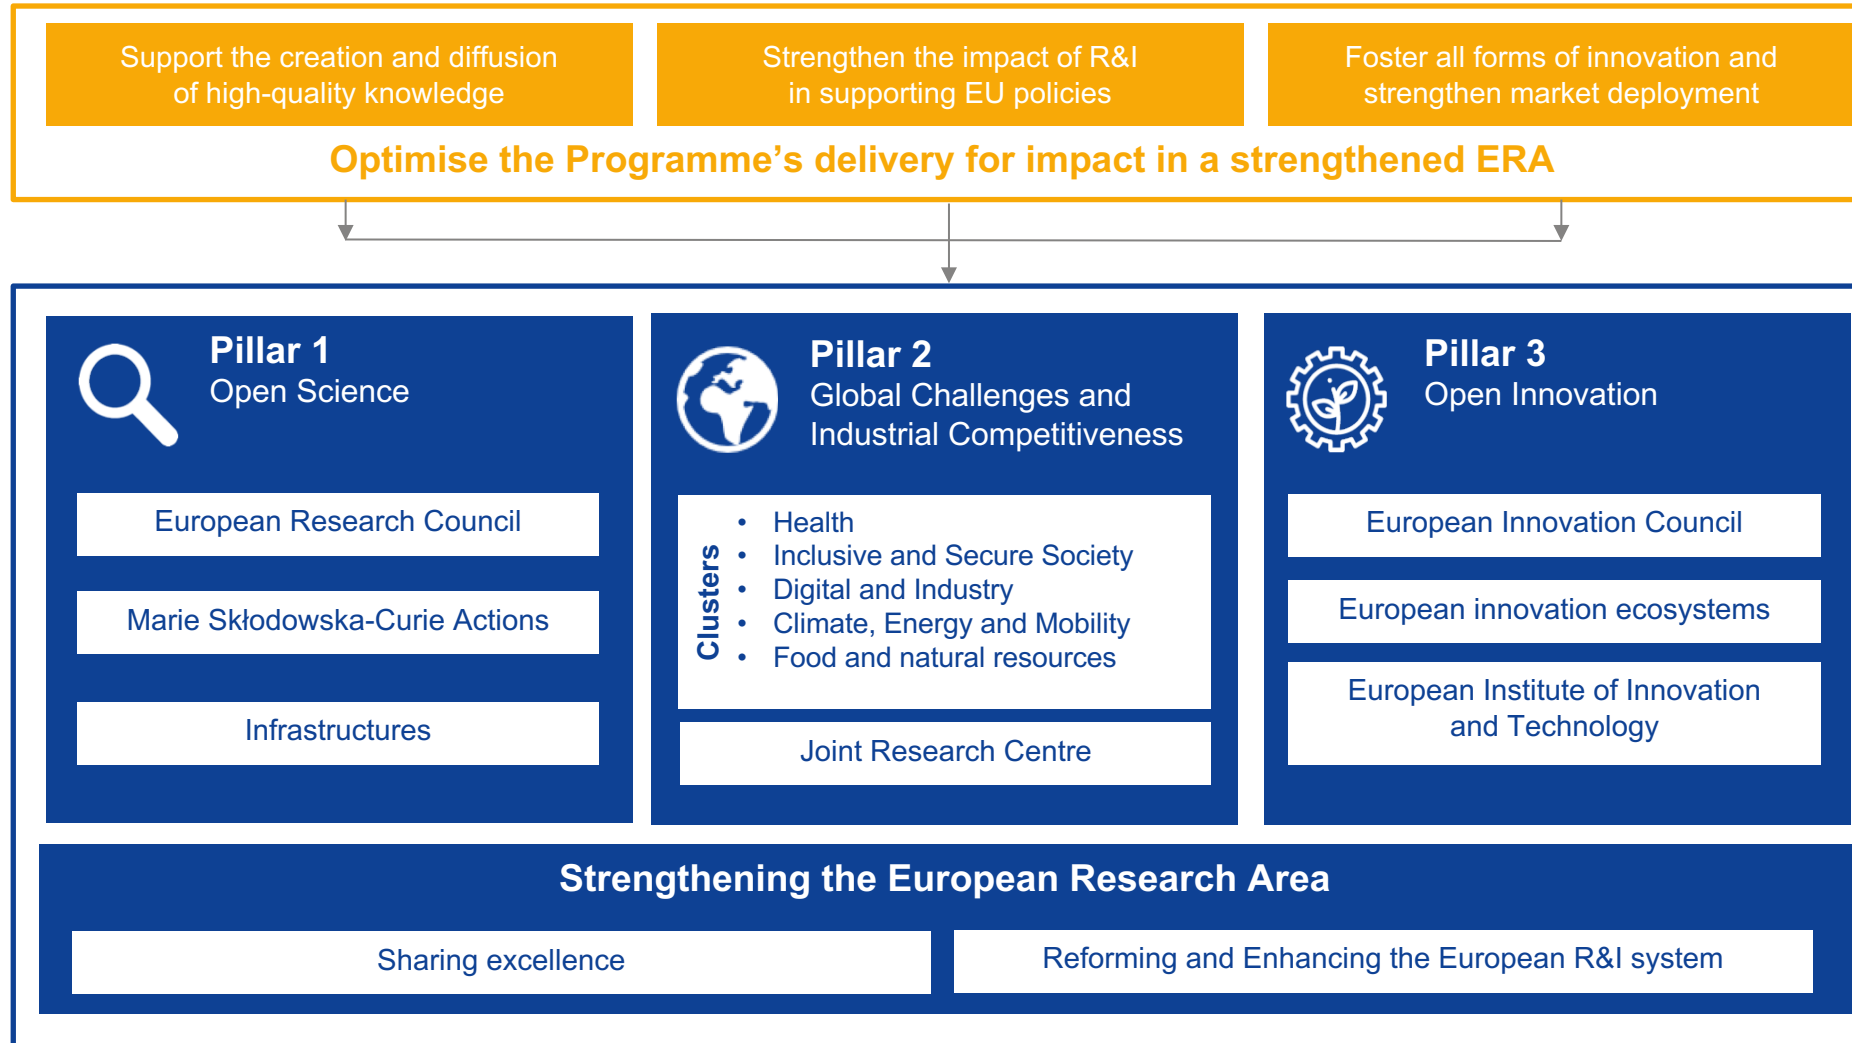 Support the creation and diffusion
of high-quality knowledge
Strengthen the impact of R&I
in supporting EU policies
Foster all forms of innovation and
strengthen market deployment
Optimise the Programme’s delivery for impact in a strengthened ERA
Pillar 1
Open Science
European Research Council
Marie Skłodowska-Curie Actions
Infrastructures
Pillar 2
Global Challenges and
Industrial Competitiveness
Clusters
• Health
• Inclusive and Secure Society
• Digital and Industry
• Climate, Energy and Mobility
• Food and natural resources
Joint Research Centre
Pillar 3
Open Innovation
European Innovation Council
European innovation ecosystems
European Institute of Innovation
and Technology
Strengthening the European Research Area
Sharing excellence
Reforming and Enhancing the European R&I system